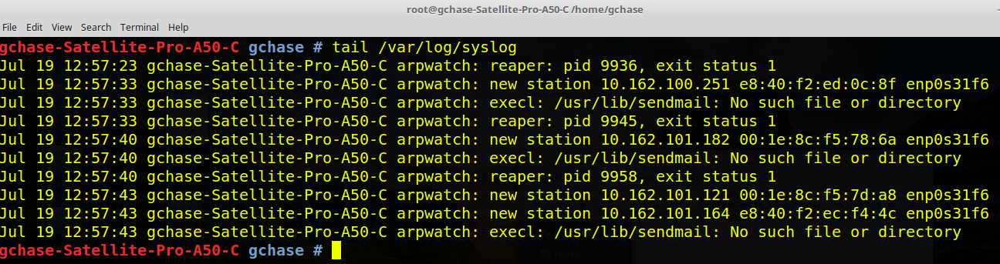 root@gchase-Satellite-Pro-A50-C /home/gchase
File Edit View Search Terminal Help
gchase-Satellite-Pro-A50-C gchase # tail /var/log/syslog
Jul 19 12:57:23 gchase-Satellite-Pro-A50-C arpwatch: reaper: pid 9936, exit status 1
Jul 19 12:57:33 gchase-Satellite-Pro-A50-C arpwatch: new station 10.162.100.251 e8:40:f2:ed:0c:8f enp0s31f6
Jul 19 12:57:33 gchase-Satellite-Pro-A50-C arpwatch: execl: /usr/lib/sendmail: No such file or directory
Jul 19 12:57:33 gchase-Satellite-Pro-A50-C arpwatch: reaper: pid 9945, exit status 1
Jul 19 12:57:40 gchase-Satellite-Pro-A50-C arpwatch: new station 10.162.101.182 00:1e:8c:f5:78:6a enp0s31f6
Jul 19 12:57:40 gchase-Satellite-Pro-A50-C arpwatch: execl: /usr/lib/sendmail: No such file or directory
Jul 19 12:57:40 gchase-Satellite-Pro-A50-C arpwatch: reaper: pid 9958, exit status 1
Jul 19 12:57:43 gchase-Satellite-Pro-A50-C arpwatch: new station 10.162.101.121 00:1e:8c:f5:7d:a8 enp0s31f6
Jul 19 12:57:43 gchase-Satellite-Pro-A50-C arpwatch: new station 10.162.101.164 e8:40:f2:ec:f4:4c enp0s31f6
Jul 19 12:57:43 gchase-Satellite-Pro-A50-C arpwatch: execl: /usr/lib/sendmail: No such file or directory
gchase-Satellite-Pro-A50-C gchase #
Home